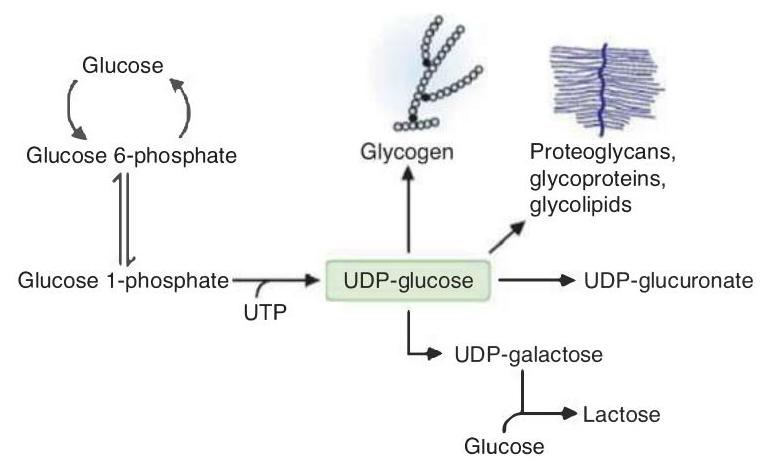 Glucose
Glucose 6-phosphate
Glycogen
Proteoglycans,
glycoproteins,
glycolipids
Glucose 1-phosphate
UTP
UDP-glucose
UDP-glucuronate
UDP-galactose
Lactose
Glucose